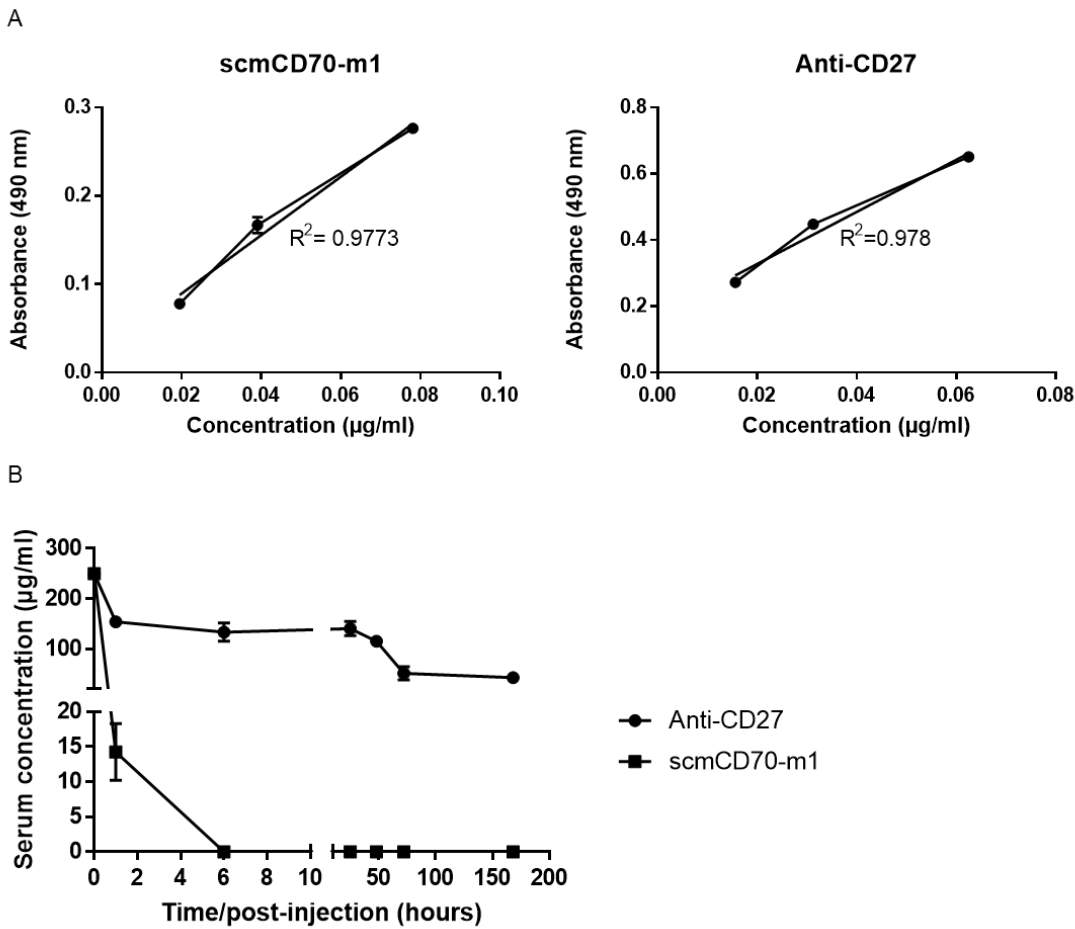 A
scmCD70-m1
Anti-CD27
Absorbance (490 nm)
0.3
0.2
0.1
0.0
R²= 0.9773
0.00 0.02 0.04 0.06 0.08 0.10
Concentration (µg/ml)
Absorbance (490 nm)
0.8
0.6
0.4
0.2
0.0
R²=0.978
0.00 0.02 0.04 0.06 0.08
Concentration (µg/ml)
B
Serum concentration (µg/ml)
300
200
100
20
15
10
5
0
0 2 4 6 8 10 50 100 150 200
Time/post-injection (hours)
Anti-CD27
scmCD70-m1